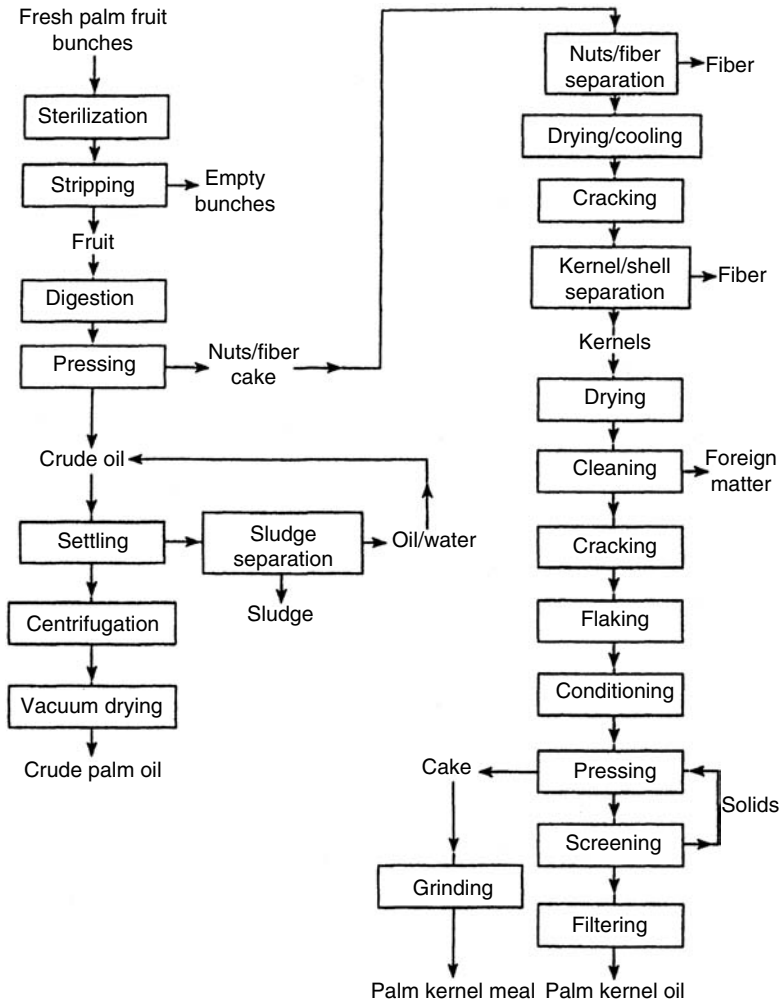 Fresh palm fruit
bunches
Sterilization
Stripping
Empty
bunches
Fruit
Digestion
Pressing
Nuts/fiber
cake
Crude oil
Settling
Sludge
separation
Oil/water
Sludge
Centrifugation
Vacuum drying
Crude palm oil
Nuts/fiber
separation
Fiber
Drying/cooling
Cracking
Kernel/shell
separation
Fiber
Kernels
Drying
Cleaning
Foreign
matter
Cracking
Flaking
Conditioning
Pressing
Cake
Solids
Screening
Grinding
Filtering
Palm kernel meal
Palm kernel oil